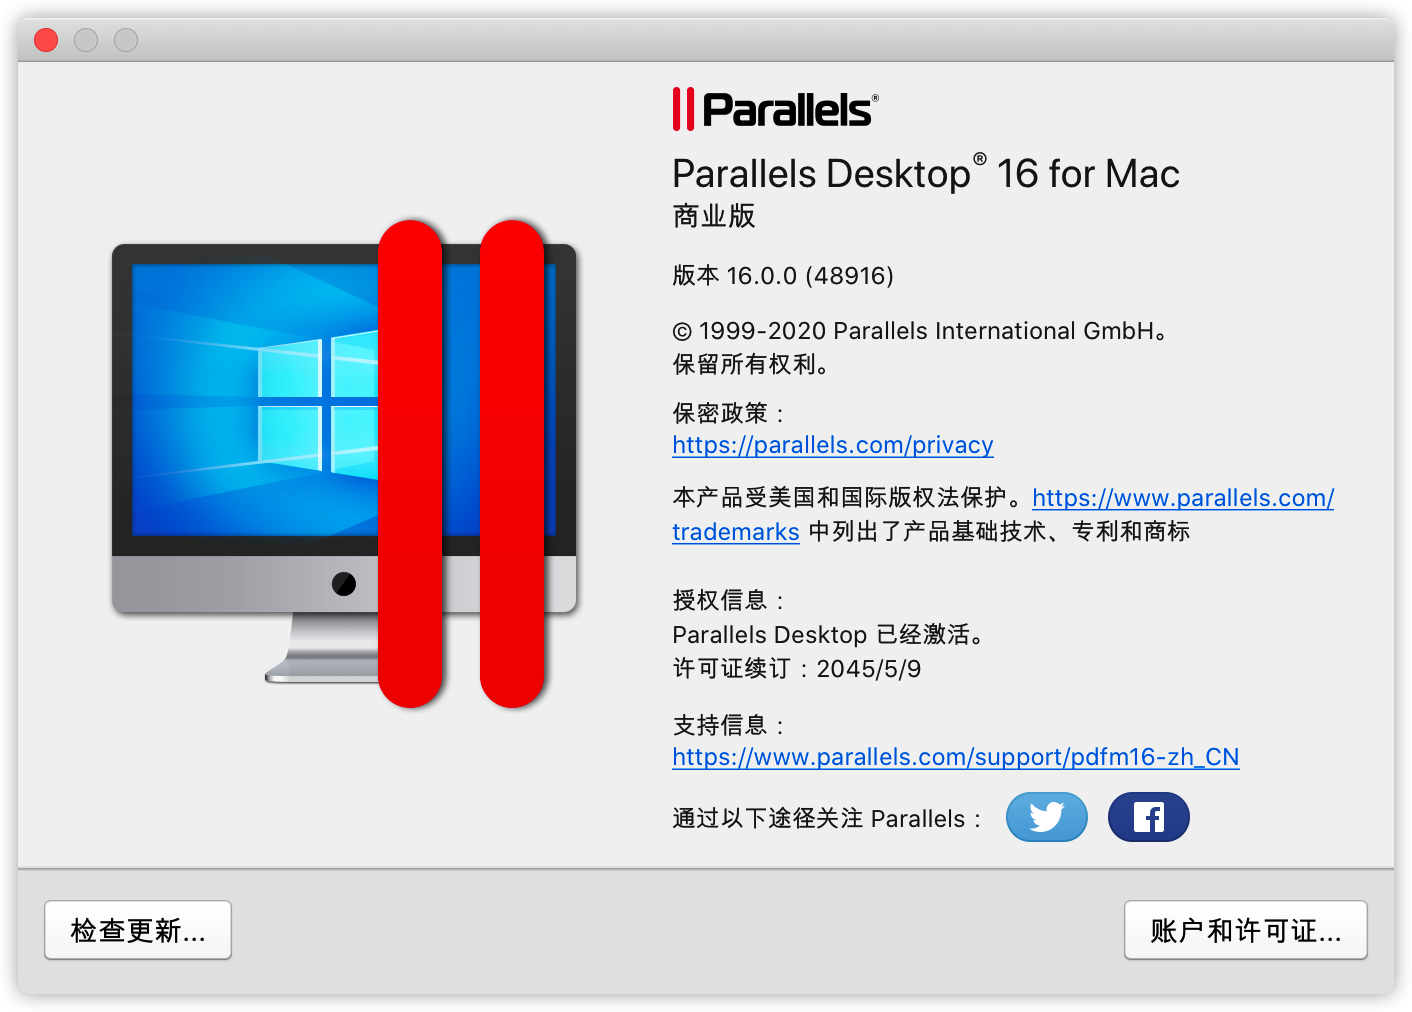 Parallels®
Parallels Desktop® 16 for Mac
商业版
版本 16.0.0 (48916)
© 1999-2020 Parallels International GmbH。
保留所有权利。
保密政策：
https://parallels.com/privacy
本产品受美国和国际版权法保护。https://www.parallels.com/
trademarks 中列出了产品基础技术、专利和商标
授权信息：
Parallels Desktop 已经激活。
许可证续订：2045/5/9
支持信息：
https://www.parallels.com/support/pdfm16-zh_CN
通过以下途径关注 Parallels：
检查更新...
账户和许可证...